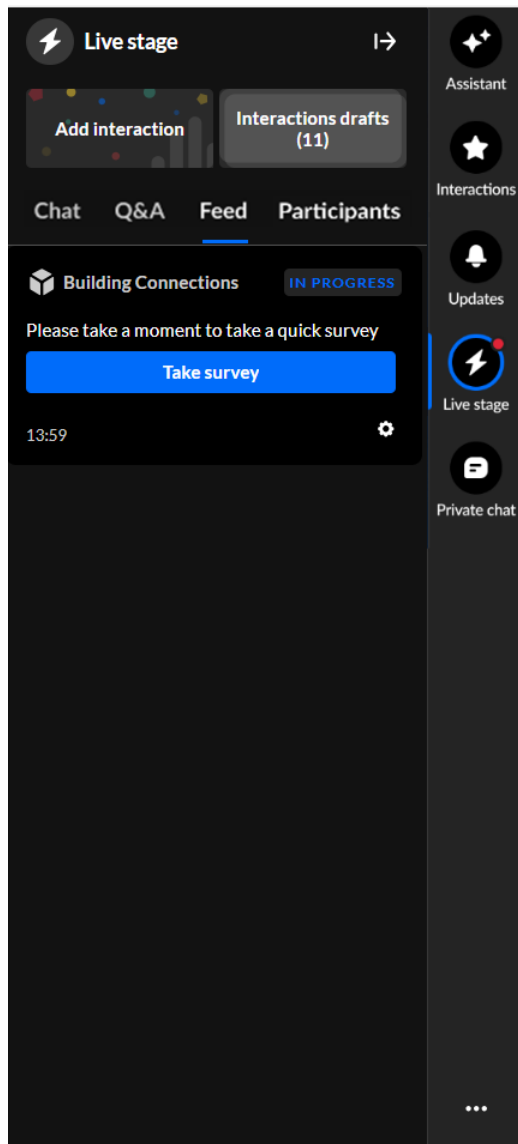 Live stage
Add interaction
Interactions drafts
(11)
Chat Q&A Feed Participants
Building Connections IN PROGRESS
Please take a moment to take a quick survey
Take survey
13:59
Assistant
Interactions
Updates
Live stage
Private chat